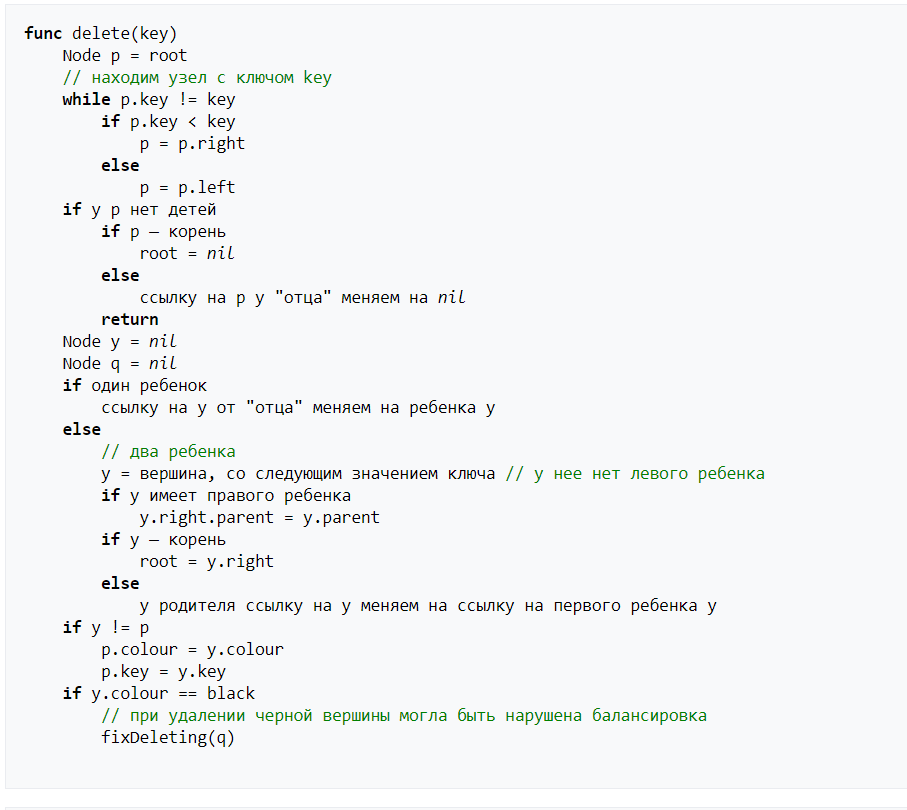 func delete(key)
    Node p = root
    // находим узел с ключом key
    while p.key != key
        if p.key < key
            p = p.right
        else
            p = p.left
    if у p нет детей
        if p — корень
            root = nil
        else
            ссылку на p у "отца" меняем на nil
        return
    Node y = nil
    Node q = nil
    if один ребенок
        ссылку на у от "отца" меняем на ребенка у
    else
        // два ребенка
        y = вершина, со следующим значением ключа // у нее нет левого ребенка
        if y имеет правого ребенка
            y.right.parent = y.parent
        if y — корень
            root = y.right
        else
            у родителя ссылку на y меняем на ссылку на первого ребенка y
    if y != p
        p.colour = y.colour
        p.key = y.key
    if y.colour == black
        // при удалении черной вершины могла быть нарушена балансировка
        fixDeleting(q)